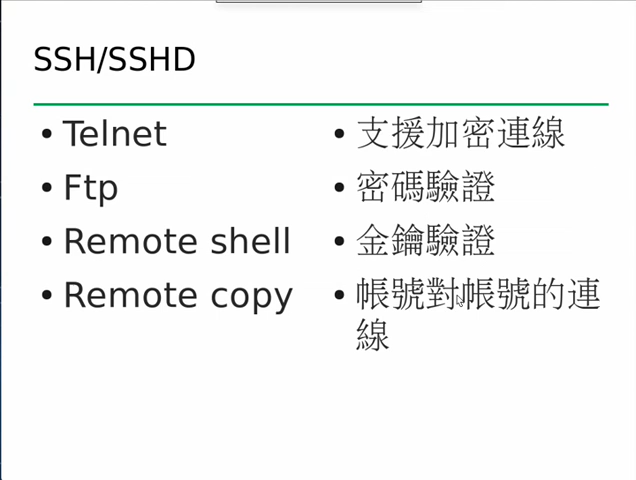 SSH/SSHD
• Telnet
• Ftp
• Remote shell
• Remote copy
• 支援加密連線
• 密碼驗證
• 金鑰驗證
• 帳號對帳號的連
線